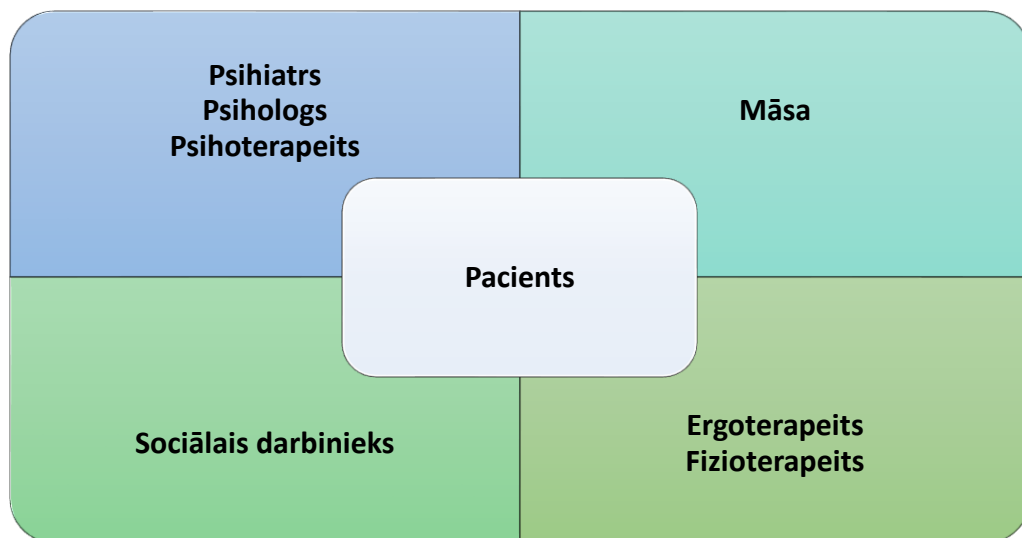 Psihiatrs
Psihologs
Psihoterapeits
Māsa
Pacients
Sociālais darbinieks
Ergoterapeits
Fizioterapeits